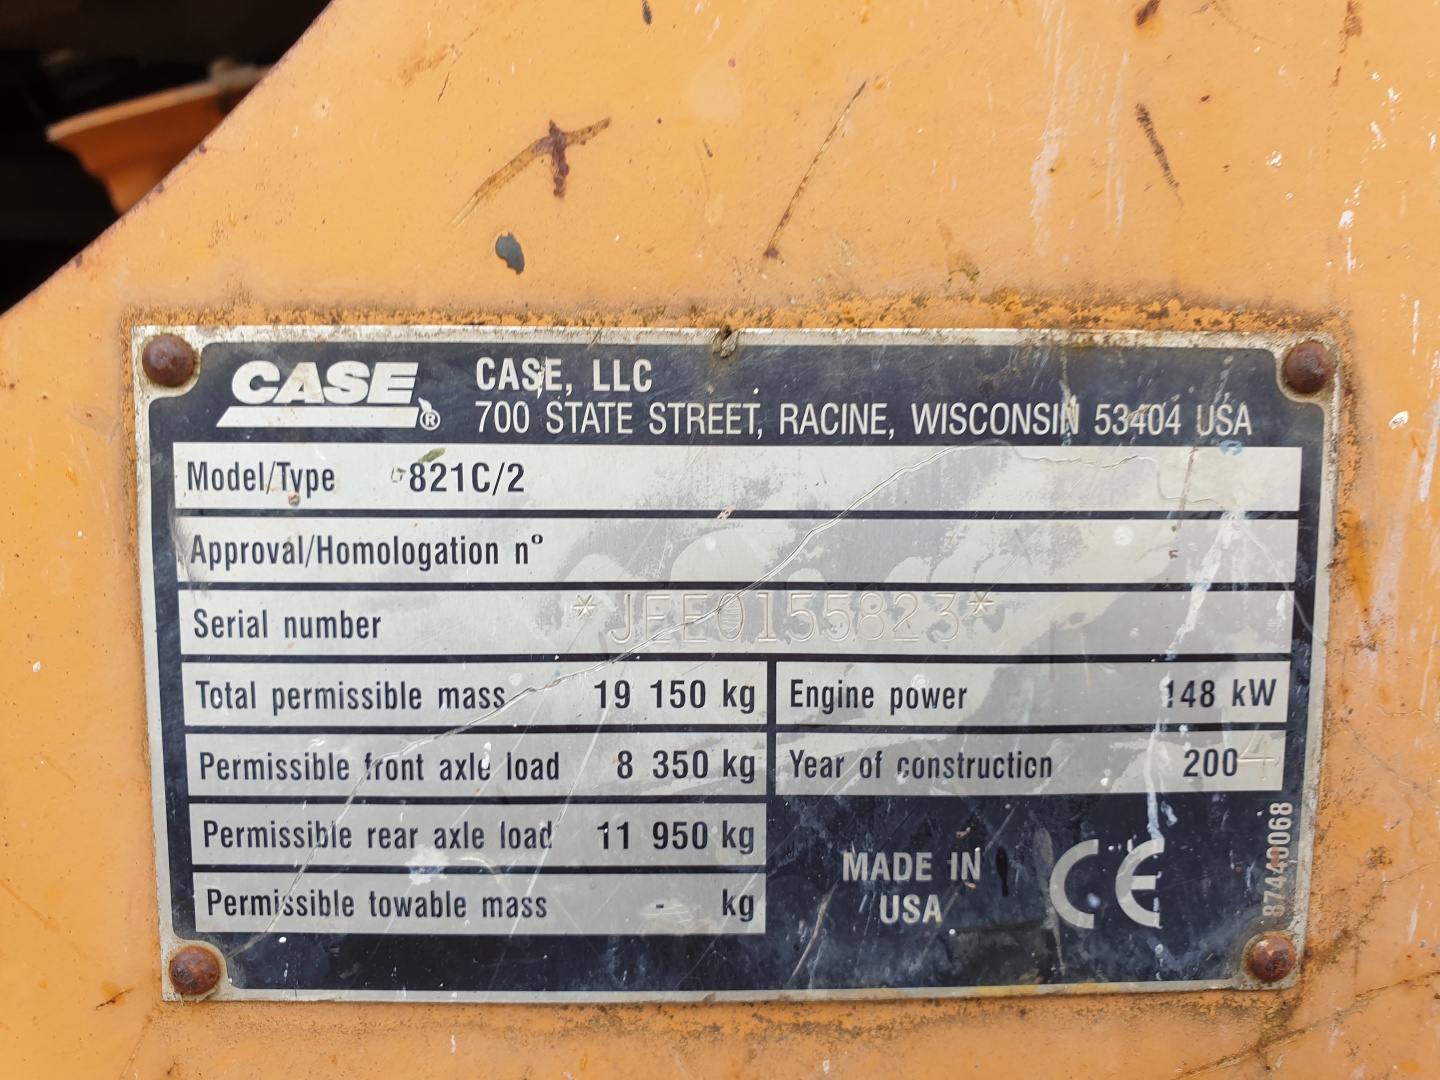 CASE®
CASE, LLC
700 STATE STREET, RACINE, WISCONSIN 53404 USA
Model/Type 821C/2
Approval/Homologation nº
Serial number *JEE0155823*
Total permissible mass 19 150 kg
Engine power 148 kW
Permissible front axle load 8 350 kg
Year of construction 2004
Permissible rear axle load 11 950 kg
Permissible towable mass - kg
MADE IN
USA
CE
87440068